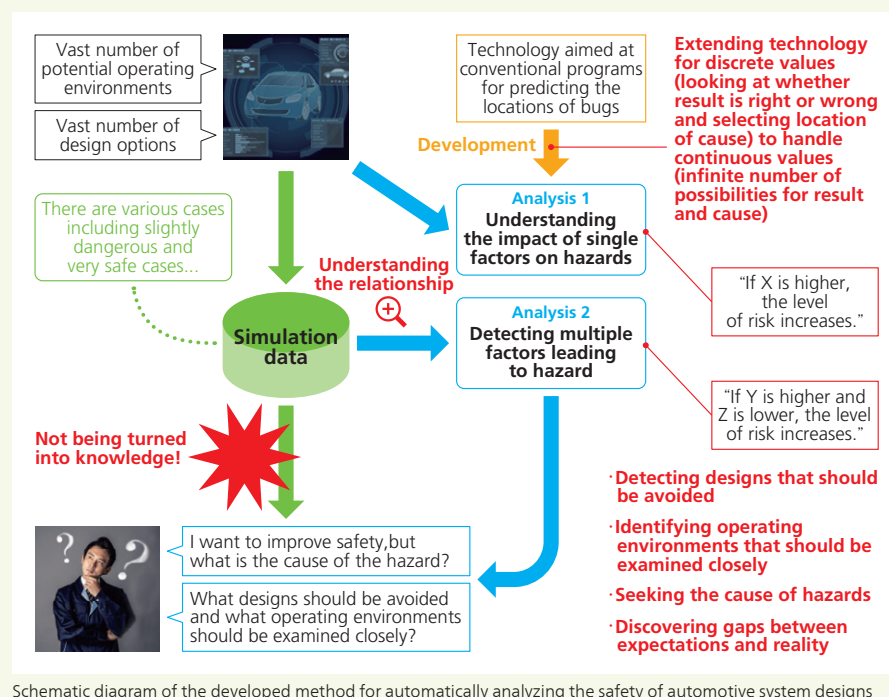 Vast number of
potential operating
environments
Vast number of
design options
Technology aimed at
conventional programs
for predicting the
locations of bugs
Extending technology
for discrete values
(looking at whether
result is right or wrong
and selecting location
of cause) to handle
continuous values
(infinite number of
possibilities for result
and cause)
Development
There are various cases
including slightly
dangerous and
very safe cases...
Analysis 1
Understanding
the impact of single
factors on hazards
Understanding
the relationship
"If X is higher,
the level
of risk increases."
Simulation
data
Analysis 2
Detecting multiple
factors leading
to hazard
"If Y is higher and
Z is lower, the level
of risk increases."
Not being turned
into knowledge!
·Detecting designs that should
be avoided
·Identifying operating
environments that should be
examined closely
·Seeking the cause of hazards
·Discovering gaps between
expectations and reality
? ?
I want to improve safety,but
what is the cause of the hazard?
What designs should be avoided
and what operating environments
should be examined closely?
Schematic diagram of the developed method for automatically analyzing the safety of automotive system designs